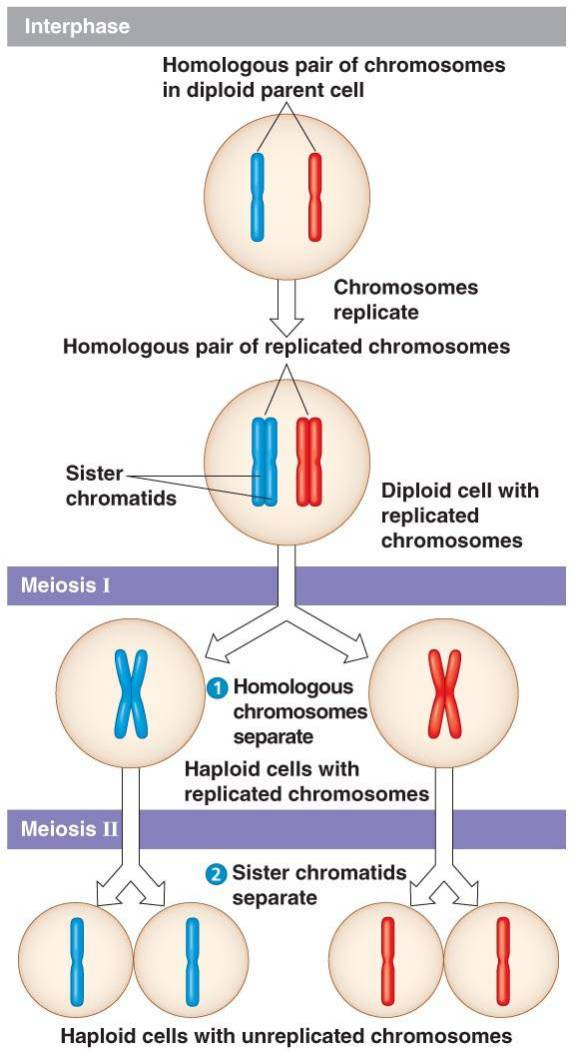 Interphase
Homologous pair of chromosomes
in diploid parent cell
Chromosomes
replicate
Homologous pair of replicated chromosomes
Sister
chromatids
Diploid cell with
replicated
chromosomes
Meiosis I
1 Homologous
chromosomes
separate
Haploid cells with
replicated chromosomes
Meiosis II
2 Sister chromatids
separate
Haploid cells with unreplicated chromosomes